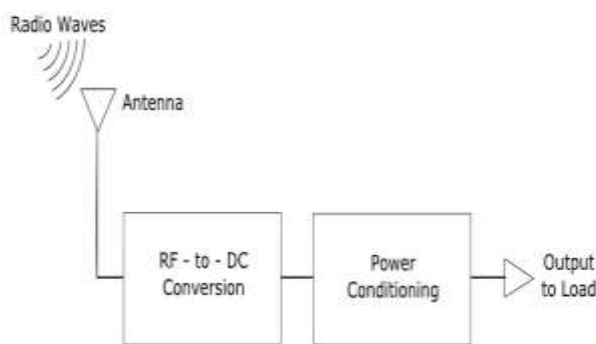 Radio Waves
Antenna
RF - to - DC
Conversion
Power
Conditioning
Output
to Load